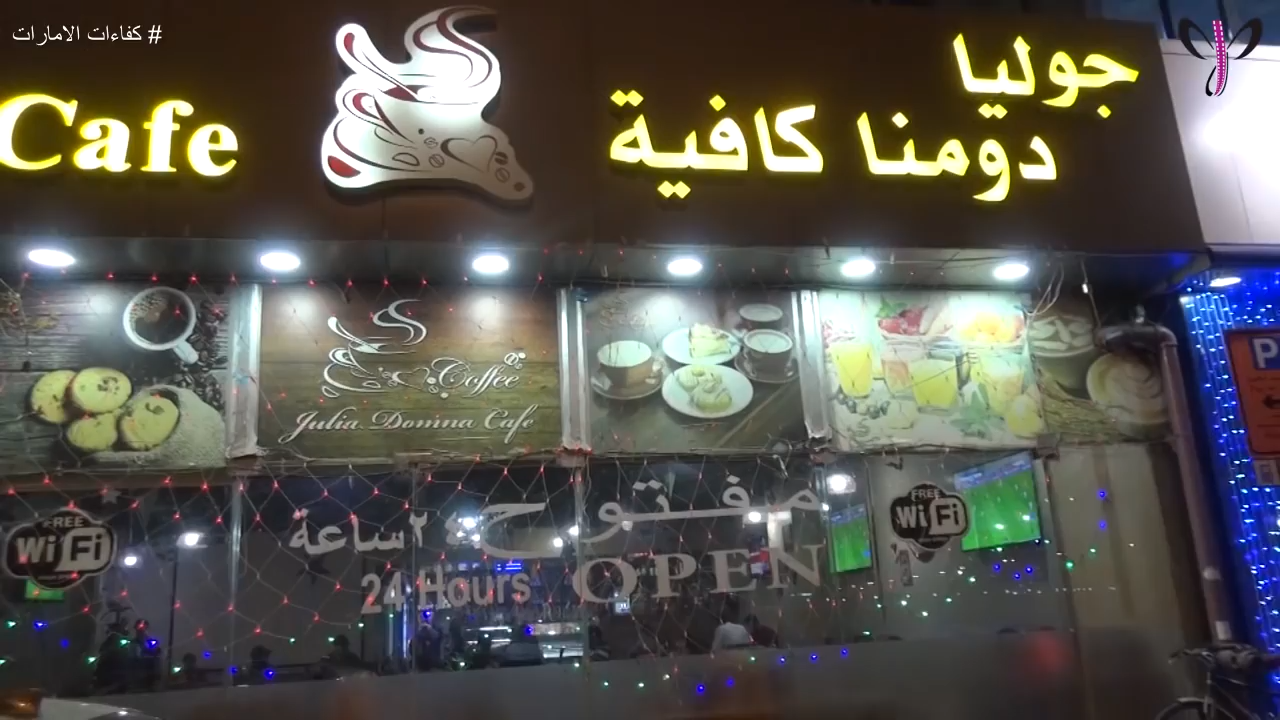 # كفاءات الامارات
جوليا
دومنا كافية
Cafe
Coffee
Julia Domna Cafe
FREE
WiFi
مفتوح ٢٤ ساعة
OPEN 24 Hours
FREE
WiFi
P